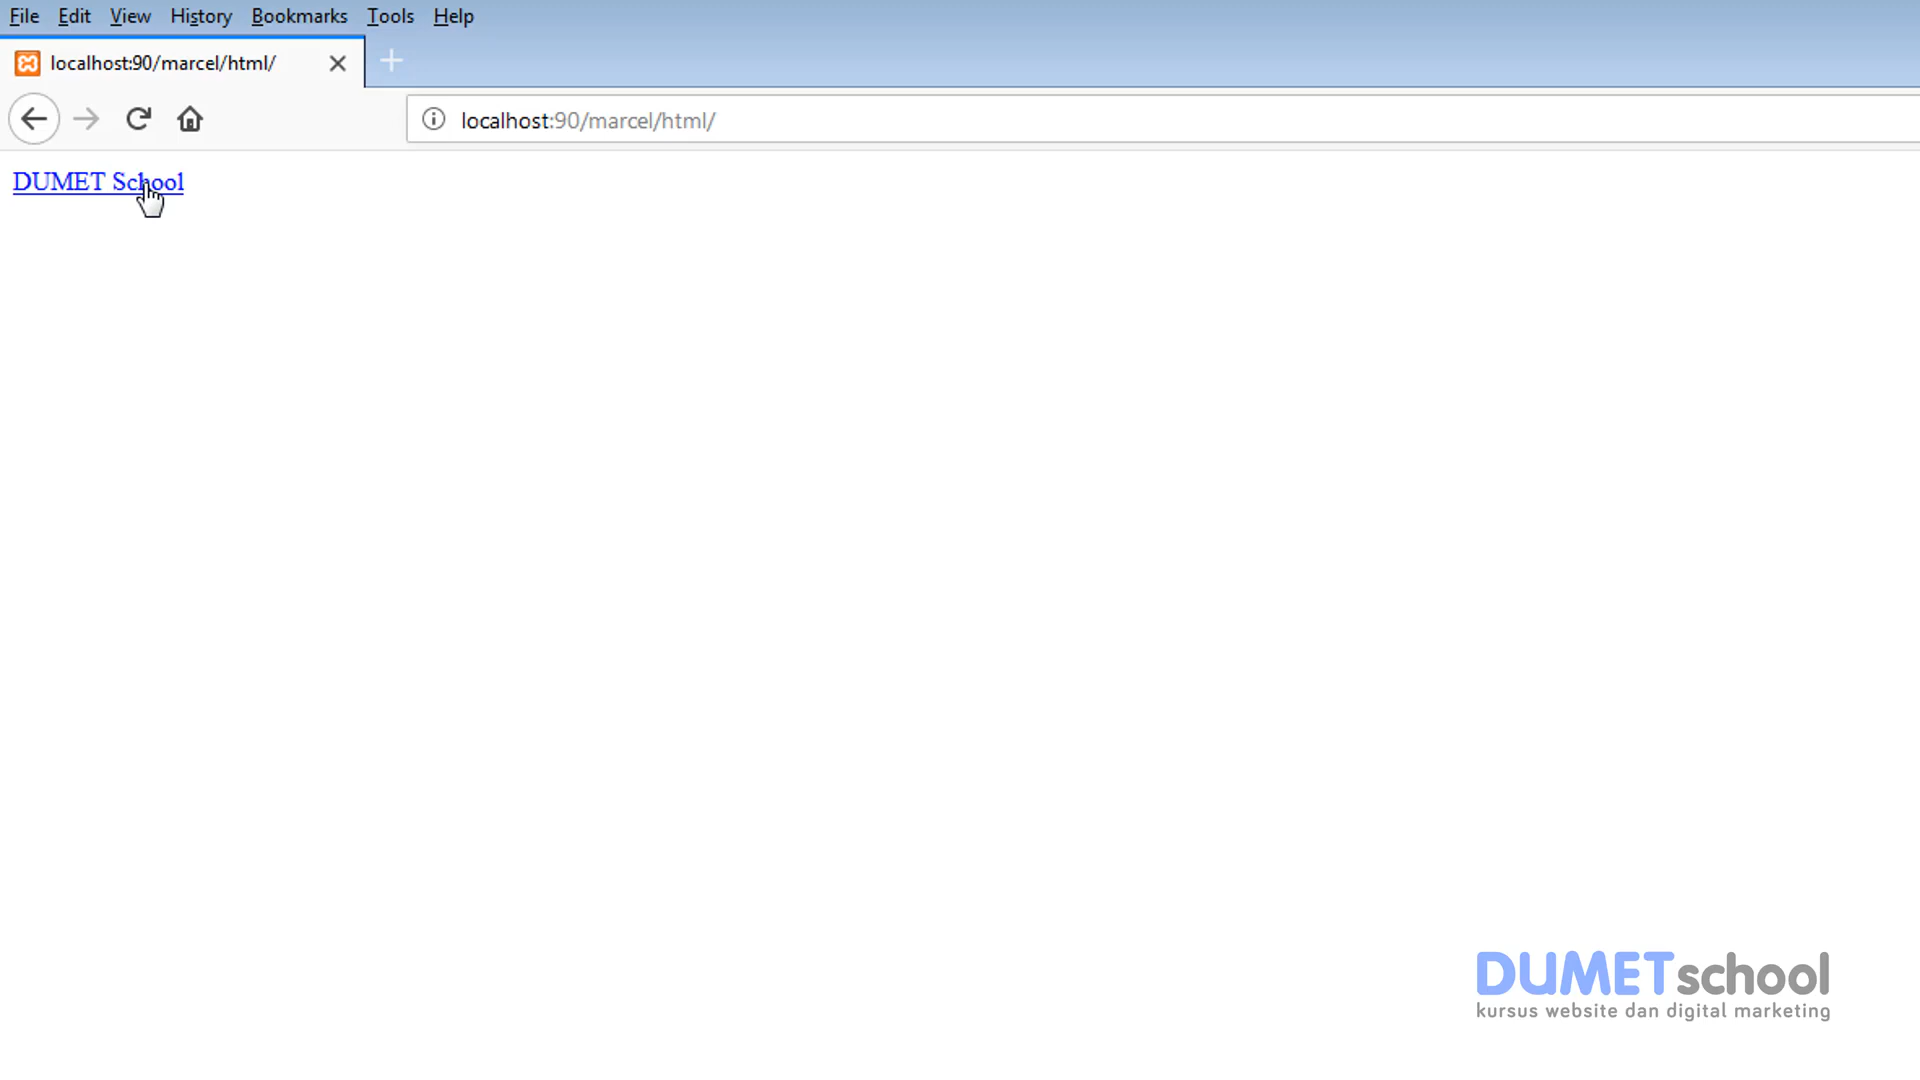 File Edit View History Bookmarks Tools Help
localhost:90/marcel/html/
localhost:90/marcel/html/
DUMET School
DUMETschool
kursus website dan digital marketing